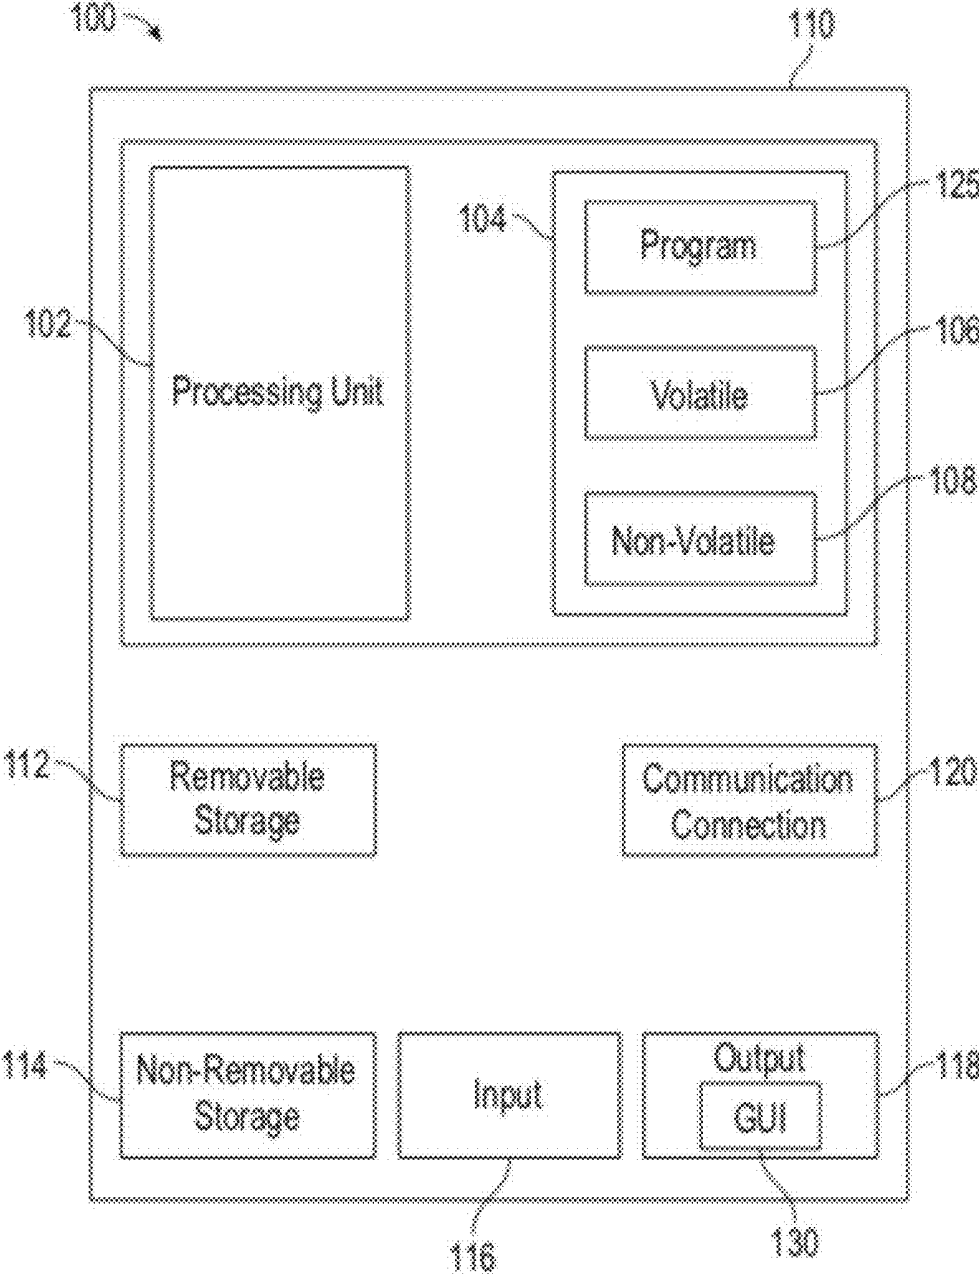 100
110
125
104
Program
102
106
Processing Unit
Volatile
108
Non-Volatile
112
Removable
Storage
Communication
Connection
120
114
Non-Removable
Storage
Input
Output
GUI
118
116
130